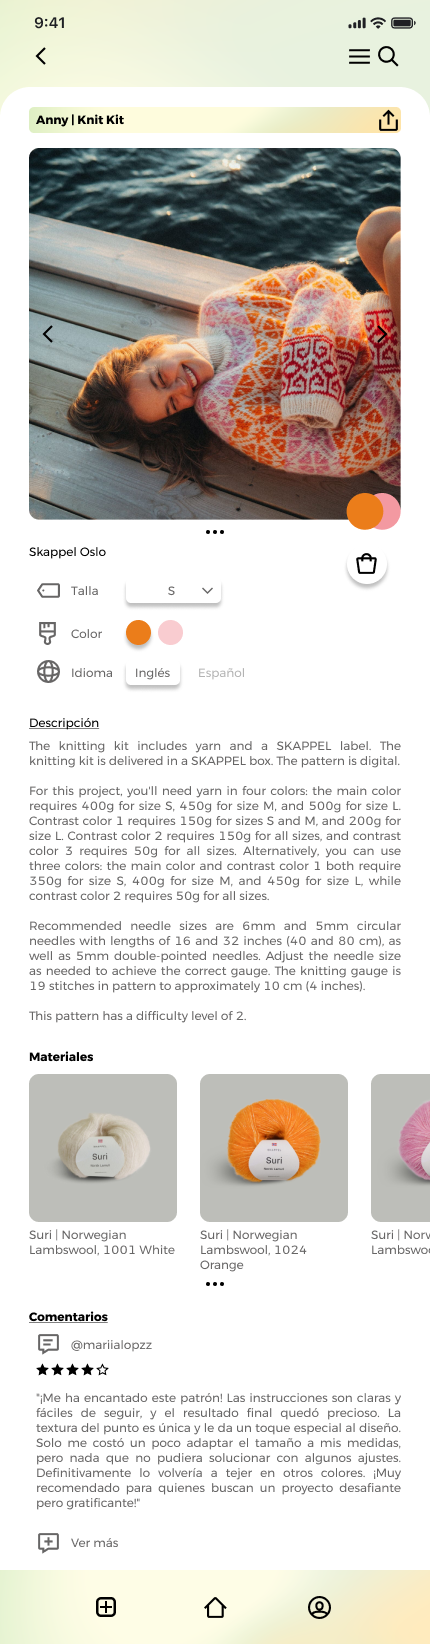 9:41
Anny | Knit Kit
Skappel Oslo
Talla
S
Color
Idioma
Inglés
Español
Descripción
The knitting kit includes yarn and a SKAPPEL label. The
knitting kit is delivered in a SKAPPEL box. The pattern is digital.
For this project, you'll need yarn in four colors: the main color
requires 400g for size S, 450g for size M, and 500g for size L.
Contrast color 1 requires 150g for sizes S and M, and 200g for
size L. Contrast color 2 requires 150g for all sizes, and contrast
color 3 requires 50g for all sizes. Alternatively, you can use
three colors: the main color and contrast color 1 both require
350g for size S, 400g for size M, and 450g for size L, while
contrast color 2 requires 50g for all sizes.
Recommended needle sizes are 6mm and 5mm circular
needles with lengths of 16 and 32 inches (40 and 80 cm), as
well as 5mm double-pointed needles. Adjust the needle size
as needed to achieve the correct gauge. The knitting gauge is
19 stitches in pattern to approximately 10 cm (4 inches).
This pattern has a difficulty level of 2.
Materiales
Suri
Suri
Suri | Norwegian
Lambswool, 1001 White
Suri | Norwegian
Lambswool, 1024
Orange
Suri | Norw
Lambswoo
Comentarios
@mariialopzz
"¡Me ha encantado este patrón! Las instrucciones son claras y
fáciles de seguir, y el resultado final quedó precioso. La
textura del punto es única y le da un toque especial al diseño.
Solo me costó un poco adaptar el tamaño a mis medidas,
pero nada que no pudiera solucionar con algunos ajustes.
Definitivamente lo volvería a tejer en otros colores. ¡Muy
recomendado para quienes buscan un proyecto desafiante
pero gratificante!"
Ver más